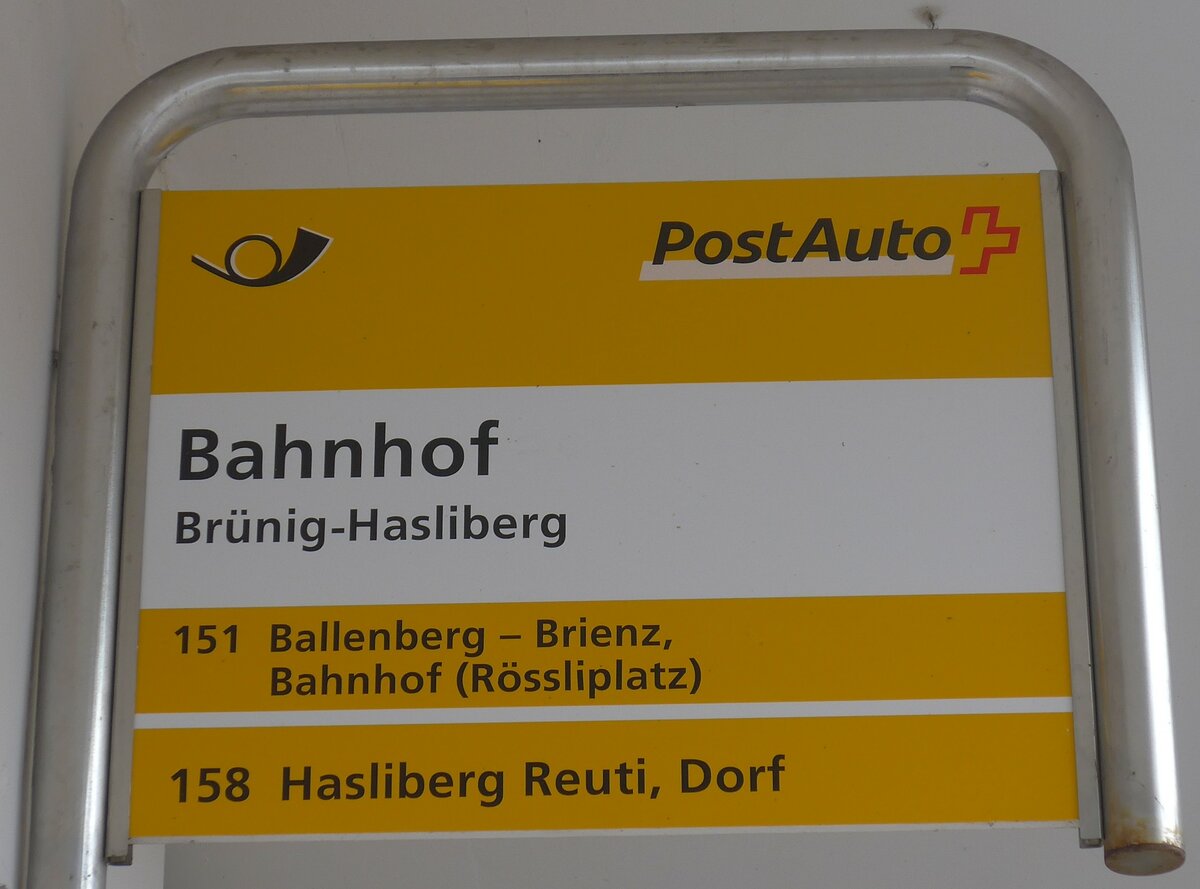 PostAuto
Bahnhof
Brünig-Hasliberg
151 Ballenberg – Brienz,
Bahnhof (Rössliplatz)
158 Hasliberg Reuti, Dorf